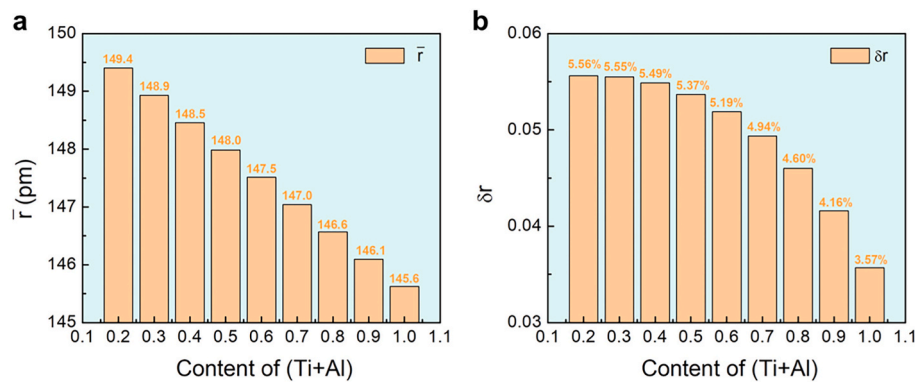 a
150
149
148
147
146
145
r̄ (pm)
r̄
149.4
148.9
148.5
148.0
147.5
147.0
146.6
146.1
145.6
0.1 0.2 0.3 0.4 0.5 0.6 0.7 0.8 0.9 1.0 1.1
Content of (Ti+Al)
b
0.06
0.05
0.04
0.03
δr
δr
5.56%
5.55%
5.49%
5.37%
5.19%
4.94%
4.60%
4.16%
3.57%
0.1 0.2 0.3 0.4 0.5 0.6 0.7 0.8 0.9 1.0 1.1
Content of (Ti+Al)